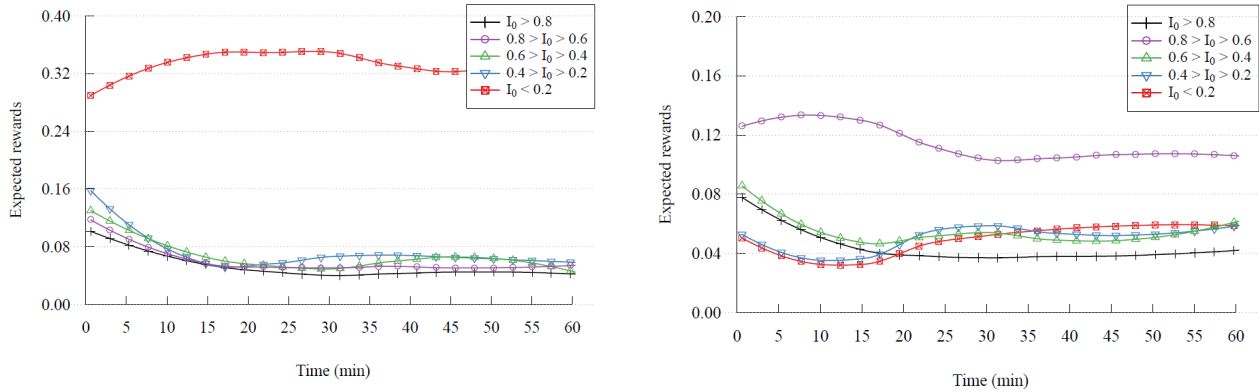 0.40
0.32
0.24
0.16
0.08
0.00
Expected rewards
I₀ > 0.8
0.8 > I₀ > 0.6
0.6 > I₀ > 0.4
0.4 > I₀ > 0.2
I₀ < 0.2
0 5 10 15 20 25 30 35 40 45 50 55 60
Time (min)
0.20
0.16
0.12
0.08
0.04
0.00
Expected rewards
I₀ > 0.8
0.8 > I₀ > 0.6
0.6 > I₀ > 0.4
0.4 > I₀ > 0.2
I₀ < 0.2
0 5 10 15 20 25 30 35 40 45 50 55 60
Time (min)